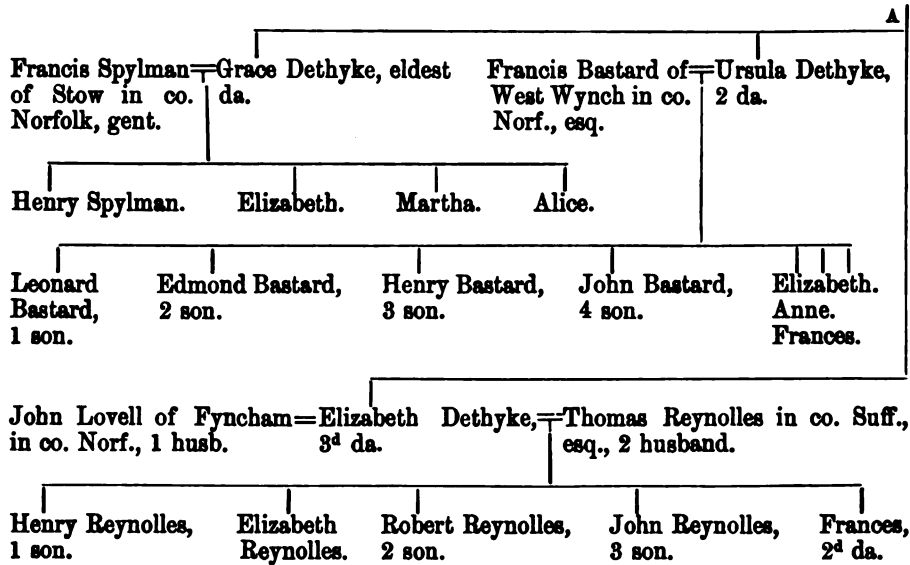 A
Francis Spylman=Grace Dethyke, eldest
of Stow in co. da.
Norfolk, gent.
Francis Bastard of=Ursula Dethyke,
West Wynch in co. 2 da.
Norf., esq.
Henry Spylman. Elizabeth. Martha. Alice.
Leonard
Bastard,
1 son.
Edmond Bastard,
2 son.
Henry Bastard,
3 son.
John Bastard,
4 son.
Elizabeth.
Anne.
Frances.
John Lovell of Fyncham=Elizabeth Dethyke,=Thomas Reynolles in co. Suff.,
in co. Norf., 1 husb. 3d da. esq., 2 husband.
Henry Reynolles,
1 son.
Elizabeth
Reynolles.
Robert Reynolles,
2 son.
John Reynolles,
3 son.
Frances,
2d da.